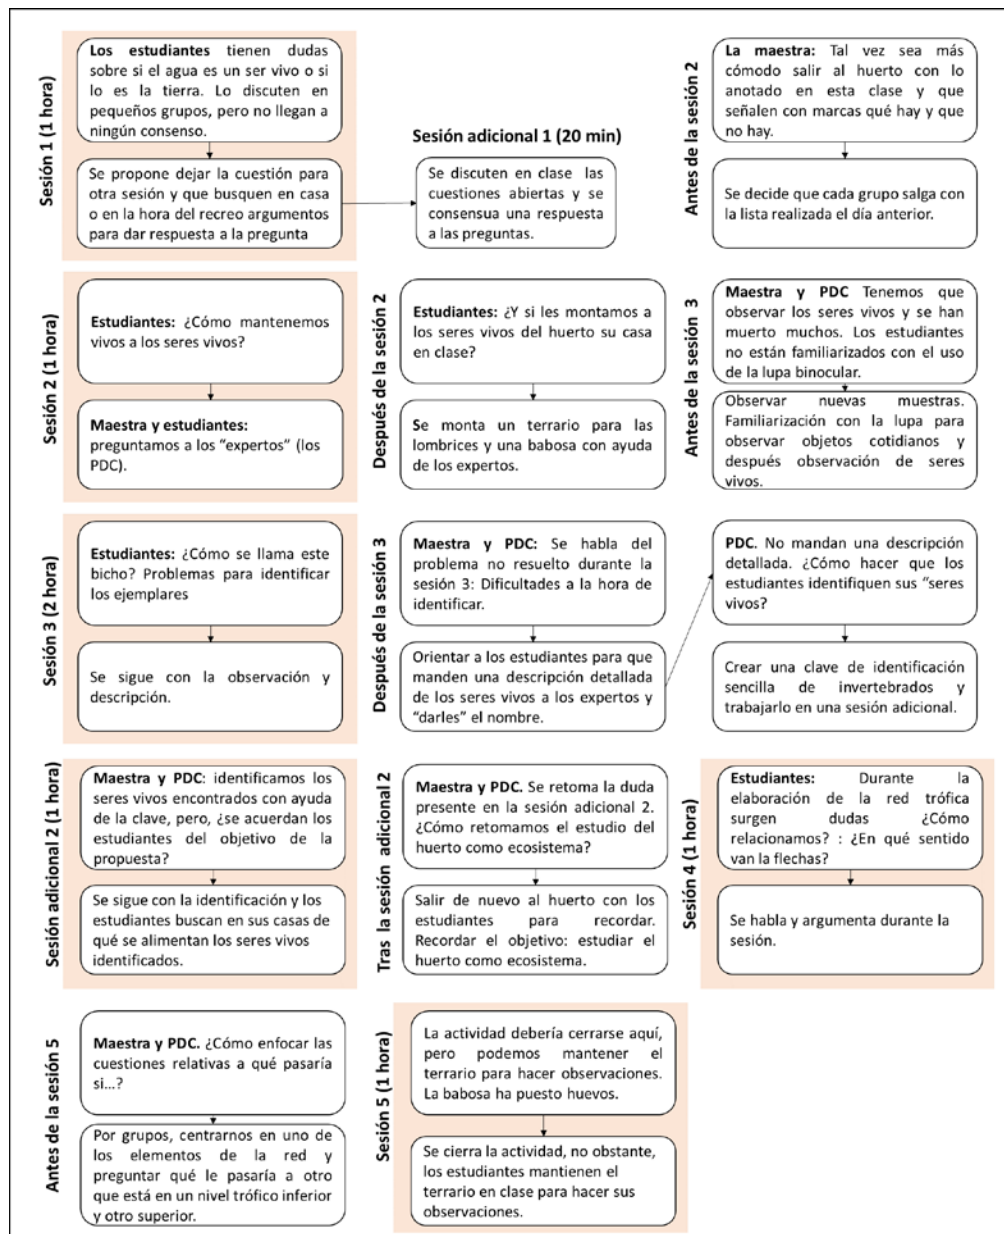 Sesión 1 (1 hora)
Los estudiantes tienen dudas
sobre si el agua es un ser vivo o si
lo es la tierra. Lo discuten en
pequeños grupos, pero no llegan a
ningún consenso.
Se propone dejar la cuestión para
otra sesión y que busquen en casa
o en la hora del recreo argumentos
para dar respuesta a la pregunta
Sesión adicional 1 (20 min)
Se discuten en clase las
cuestiones abiertas y se
consensua una respuesta
a las preguntas.
Antes de la sesión 2
La maestra: Tal vez sea más
cómodo salir al huerto con lo
anotado en esta clase y que
señalen con marcas qué hay y que
no hay.
Se decide que cada grupo salga con
la lista realizada el día anterior.
Sesión 2 (1 hora)
Estudiantes: ¿Cómo mantenemos
vivos a los seres vivos?
Maestra y estudiantes:
preguntamos a los “expertos” (los
PDC).
Después de la sesión 2
Estudiantes: ¿Y si les montamos a
los seres vivos del huerto su casa
en clase?
Se monta un terrario para las
lombrices y una babosa con ayuda
de los expertos.
Antes de la sesión 3
Maestra y PDC Tenemos que
observar los seres vivos y se han
muerto muchos. Los estudiantes
no están familiarizados con el uso
de la lupa binocular.
Observar nuevas muestras.
Familiarización con la lupa para
observar objetos cotidianos y
después observación de seres
vivos.
Sesión 3 (2 hora)
Estudiantes: ¿Cómo se llama este
bicho? Problemas para identificar
los ejemplares
Se sigue con la observación y
descripción.
Después de la sesión 3
Maestra y PDC: Se habla del
problema no resuelto durante la
sesión 3: Dificultades a la hora de
identificar.
Orientar a los estudiantes para que
manden una descripción detallada
de los seres vivos a los expertos y
“darles” el nombre.
PDC. No mandan una descripción
detallada. ¿Cómo hacer que los
estudiantes identifiquen sus “seres
vivos?
Crear una clave de identificación
sencilla de invertebrados y
trabajarlo en una sesión adicional.
Sesión adicional 2 (1 hora)
Maestra y PDC: identificamos los
seres vivos encontrados con ayuda
de la clave, pero, ¿se acuerdan los
estudiantes del objetivo de la
propuesta?
Se sigue con la identificación y los
estudiantes buscan en sus casas de
qué se alimentan los seres vivos
identificados.
Tras la sesión adicional 2
Maestra y PDC. Se retoma la duda
presente en la sesión adicional 2.
¿Cómo retomamos el estudio del
huerto como ecosistema?
Salir de nuevo al huerto con los
estudiantes para recordar.
Recordar el objetivo: estudiar el
huerto como ecosistema.
Sesión 4 (1 hora)
Estudiantes: Durante la
elaboración de la red trófica
surgen dudas ¿Cómo
relacionamos? : ¿En qué sentido
van la flechas?
Se habla y argumenta durante la
sesión.
Antes de la sesión 5
Maestra y PDC. ¿Cómo enfocar las
cuestiones relativas a qué pasaría
si...?
Por grupos, centrarnos en uno de
los elementos de la red y
preguntar qué le pasaría a otro
que está en un nivel trófico inferior
y otro superior.
Sesión 5 (1 hora)
La actividad debería cerrarse aquí,
pero podemos mantener el
terrario para hacer observaciones.
La babosa ha puesto huevos.
Se cierra la actividad, no obstante,
los estudiantes mantienen el
terrario en clase para hacer sus
observaciones.